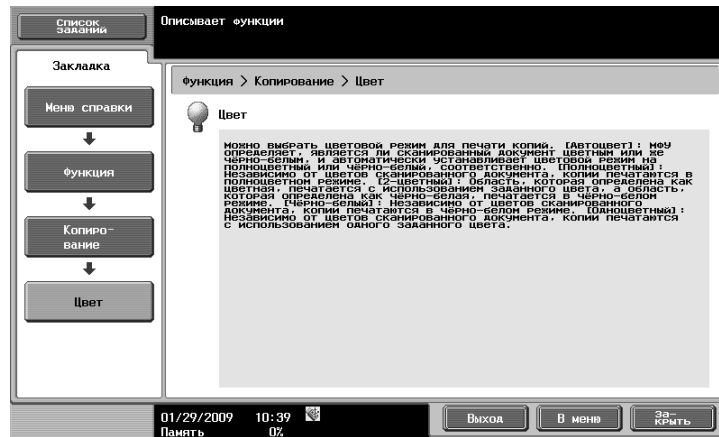 Список
заданий
Описывает функции
Закладка
Функция > Копирование > Цвет
Меню справки
Цвет
Можно выбрать цветовой режим для печати копий. [Автоцвет]: МФУ
определяет, является ли сканированный документ цветным или же
чёрно-белым, и автоматически устанавливает цветовой режим на
полноцветный или чёрно-белый, соответственно. [Полноцветный]:
Независимо от цветов сканированного документа, копии печатаются в
полноцветном режиме. [2-цветный]: Область, которая определена как
цветная, печатается с использованием заданного цвета, а область,
которая определена как чёрно-белая, печатается в чёрно-белом
режиме. [Чёрно-белый]: Независимо от цветов сканированного
документа, копии печатаются в чёрно-белом режиме. [Одноцветный]:
Независимо от цветов сканированного документа, копии печатаются
с использованием одного заданного цвета.
Функция
Копиро-
вание
Цвет
01/29/2009 10:39
Память 0%
Выход
В меню
За-
крыть